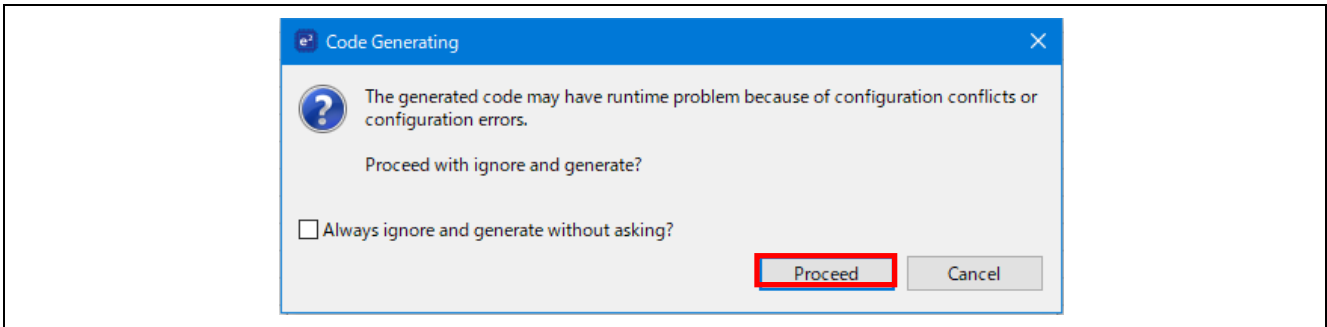 e² Code Generating
The generated code may have runtime problem because of configuration conflicts or
configuration errors.
Proceed with ignore and generate?
Always ignore and generate without asking?
Proceed Cancel